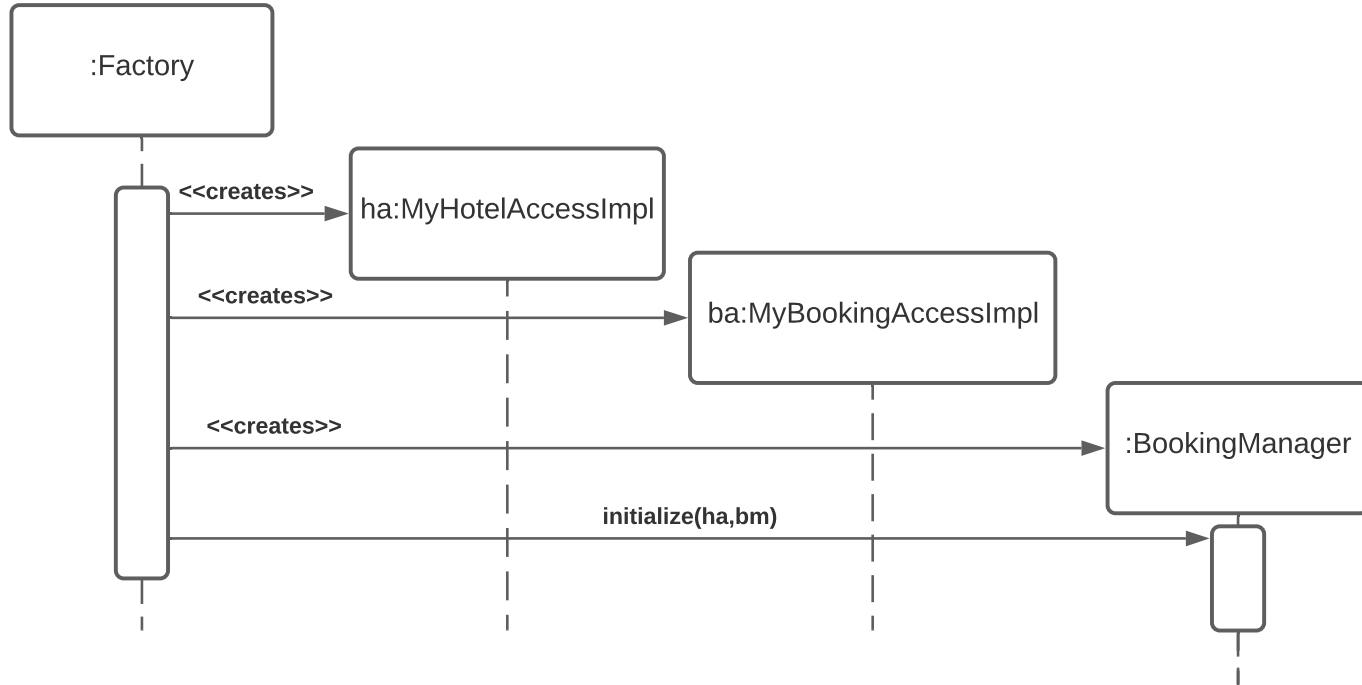 :Factory
<<creates>>
ha:MyHotelAccessImpl
<<creates>>
ba:MyBookingAccessImpl
<<creates>>
:BookingManager
initialize(ha,bm)